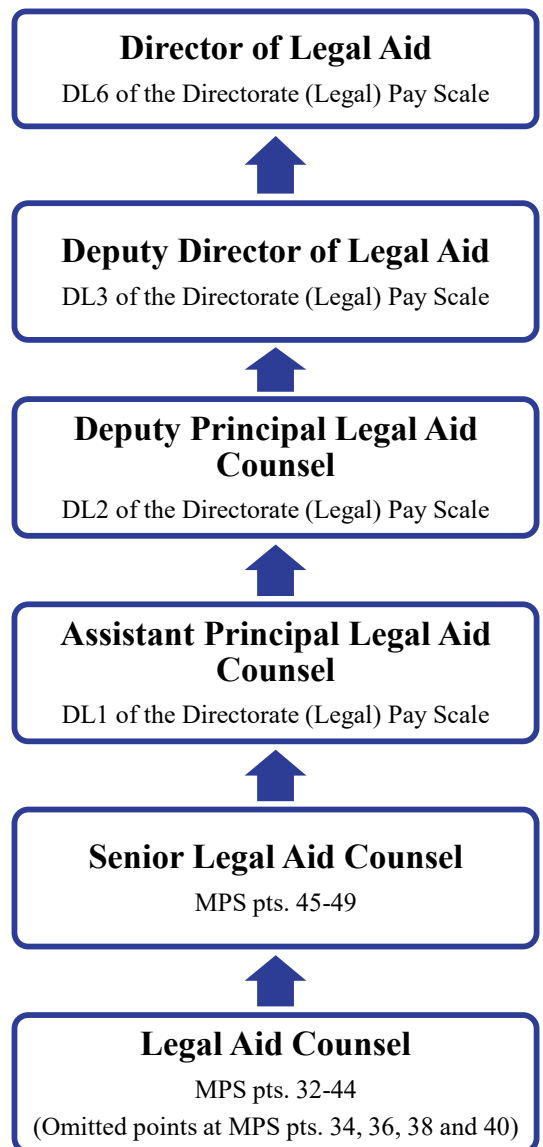 Director of Legal Aid
DL6 of the Directorate (Legal) Pay Scale
Deputy Director of Legal Aid
DL3 of the Directorate (Legal) Pay Scale
Deputy Principal Legal Aid
Counsel
DL2 of the Directorate (Legal) Pay Scale
Assistant Principal Legal Aid
Counsel
DL1 of the Directorate (Legal) Pay Scale
Senior Legal Aid Counsel
MPS pts. 45-49
Legal Aid Counsel
MPS pts. 32-44
(Omitted points at MPS pts. 34, 36, 38 and 40)